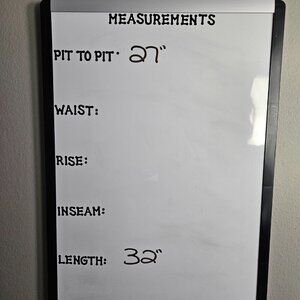 MEASUREMENTS
PIT TO PIT: 27"
WAIST:
RISE:
INSEAM:
LENGTH: 32"